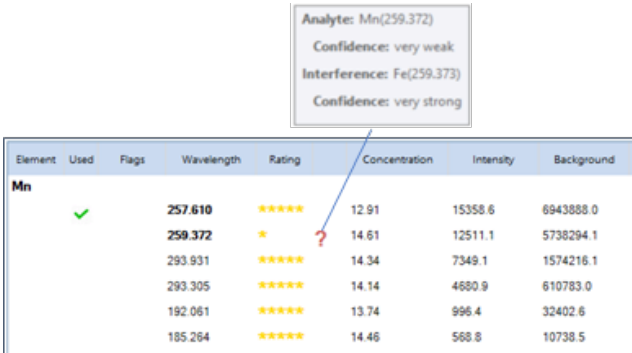 Analyte: Mn(259.372)
Confidence: very weak
Interference: Fe(259.373)
Confidence: very strong
Element Used Flags Wavelength Rating Concentration Intensity Background
Mn
257.610 ★★★★★ 12.91 15358.6 6943888.0
259.372 ★ ? 14.61 12511.1 5738294.1
293.931 ★★★★★ 14.34 7349.1 1574216.1
293.305 ★★★★★ 14.14 4680.9 610783.0
192.061 ★★★★★ 13.74 996.4 32402.6
185.264 ★★★★★ 14.46 568.8 10738.5